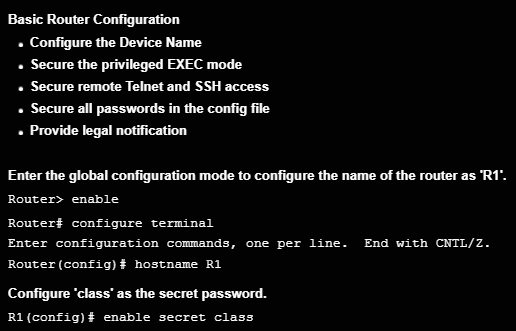 Basic Router Configuration
• Configure the Device Name
• Secure the privileged EXEC mode
• Secure remote Telnet and SSH access
• Secure all passwords in the config file
• Provide legal notification
Enter the global configuration mode to configure the name of the router as 'R1'.
Router> enable
Router# configure terminal
Enter configuration commands, one per line.  End with CNTL/Z.
Router(config)# hostname R1
Configure 'class' as the secret password.
R1(config)# enable secret class